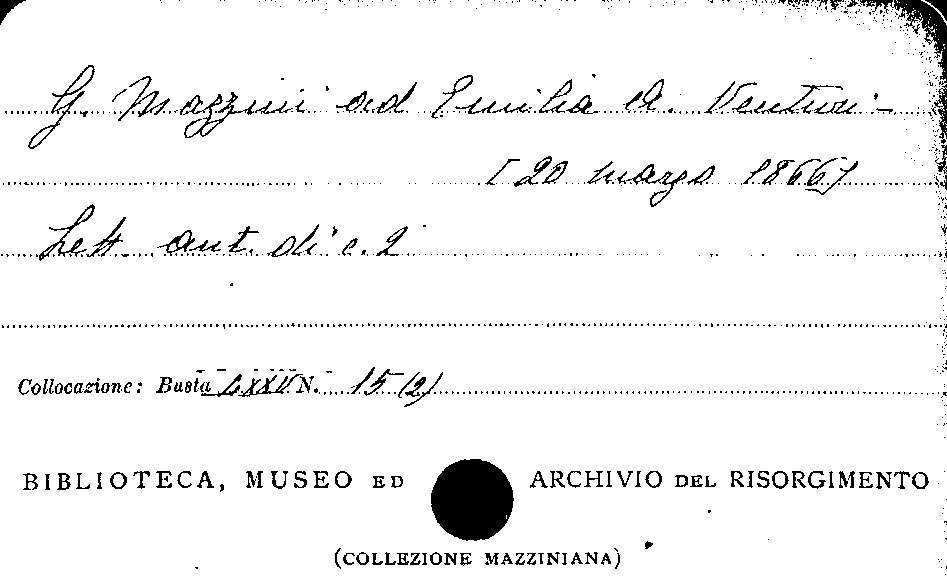 G. Mazzini ad Emilia A. Venturi -
[20 marzo 1866]
Lett. aut. di c. 2
Collocazione: Busta LXXV N. 15 (2)
BIBLIOTECA, MUSEO ED ARCHIVIO DEL RISORGIMENTO
(COLLEZIONE MAZZINIANA)